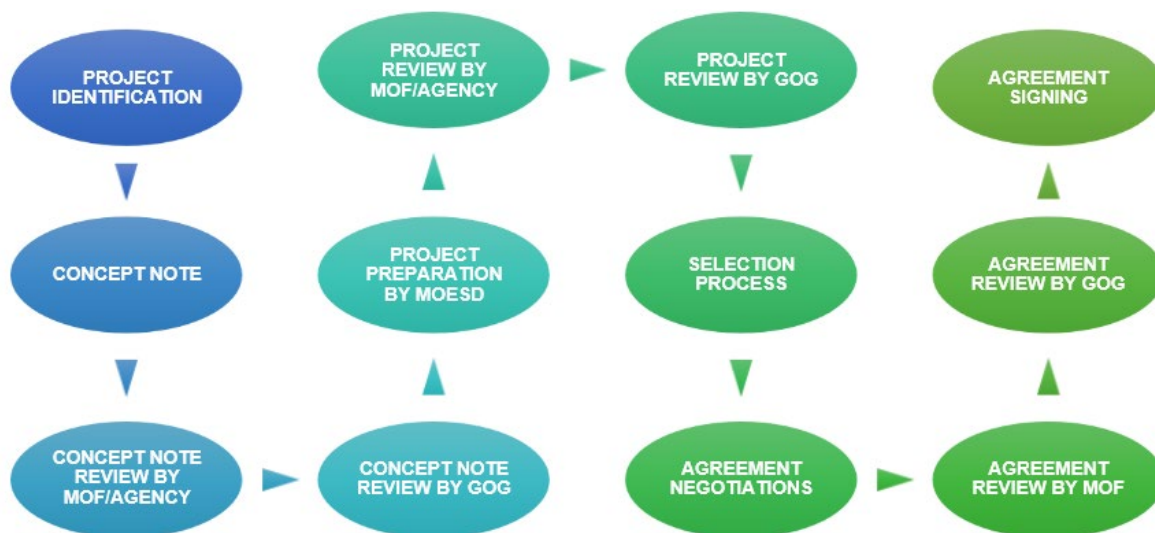 PROJECT
IDENTIFICATION
CONCEPT NOTE
CONCEPT NOTE
REVIEW BY
MOF/AGENCY
CONCEPT NOTE
REVIEW BY GOG
PROJECT
PREPARATION
BY MOESD
PROJECT
REVIEW BY
MOF/AGENCY
PROJECT
REVIEW BY GOG
SELECTION
PROCESS
AGREEMENT
NEGOTIATIONS
AGREEMENT
REVIEW BY MOF
AGREEMENT
REVIEW BY GOG
AGREEMENT
SIGNING